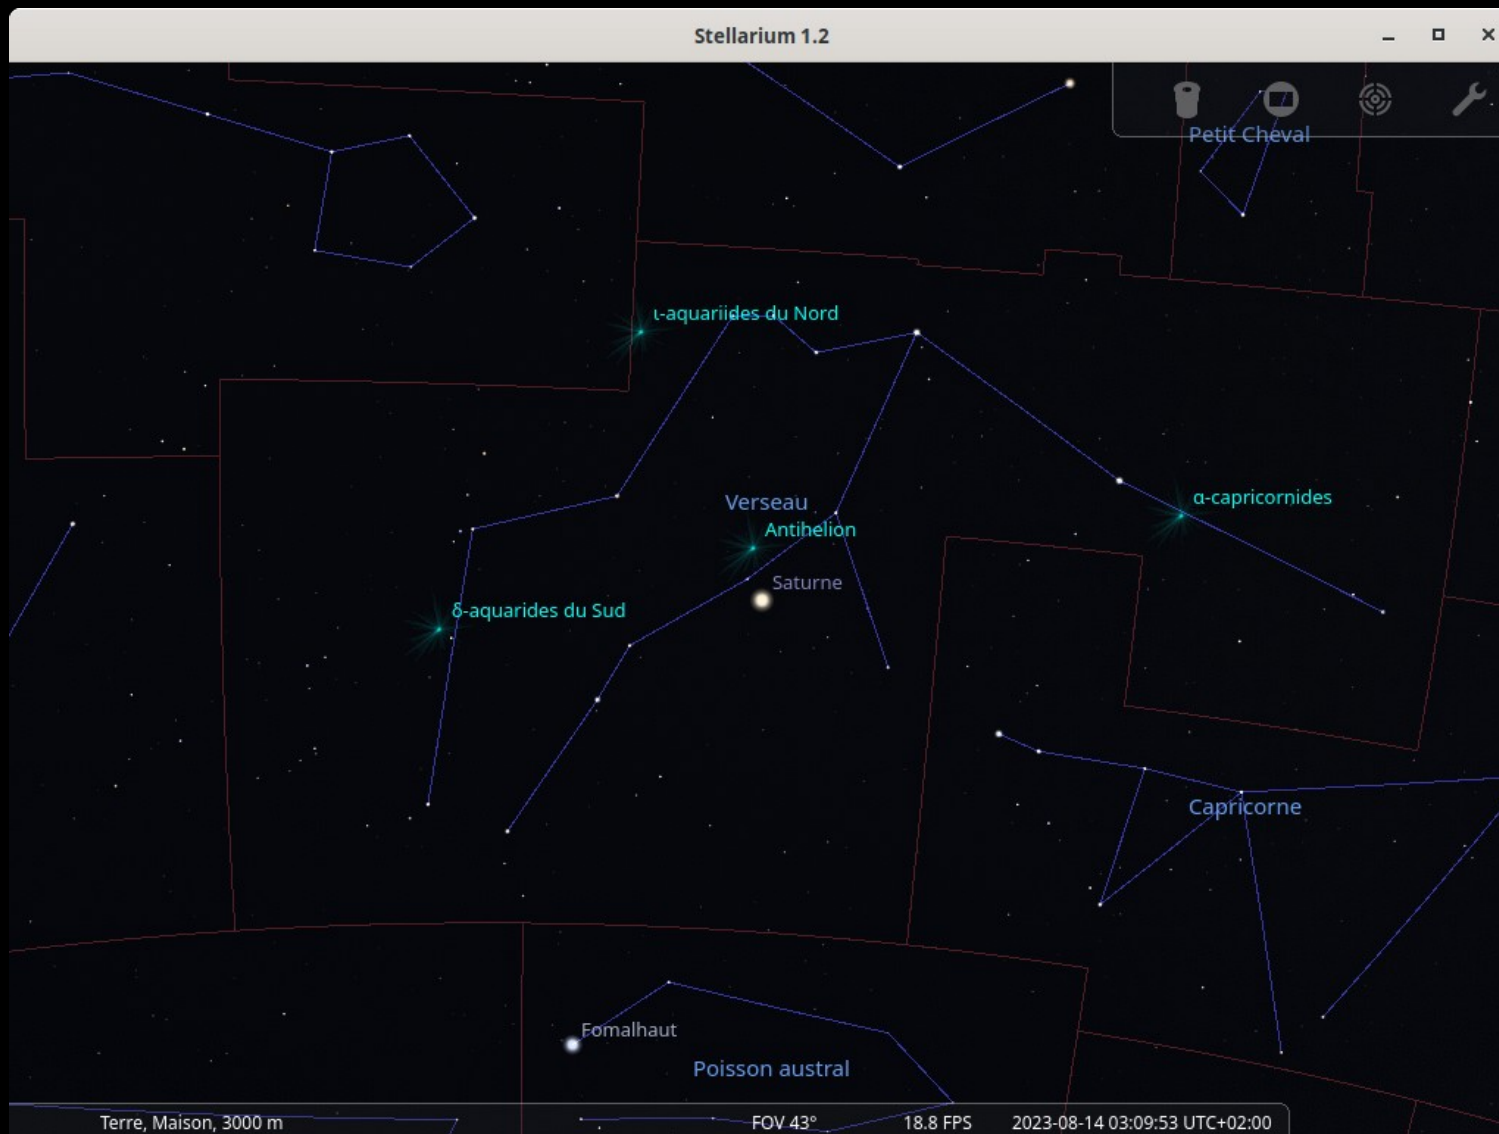 Stellarium 1.2
Petit Cheval
ι-aquariides du Nord
α-capricornides
Verseau
Antihelion
Saturne
δ-aquarides du Sud
Capricorne
Fomalhaut
Poisson austral
Terre, Maison, 3000 m FOV 43° 18.8 FPS 2023-08-14 03:09:53 UTC+02:00